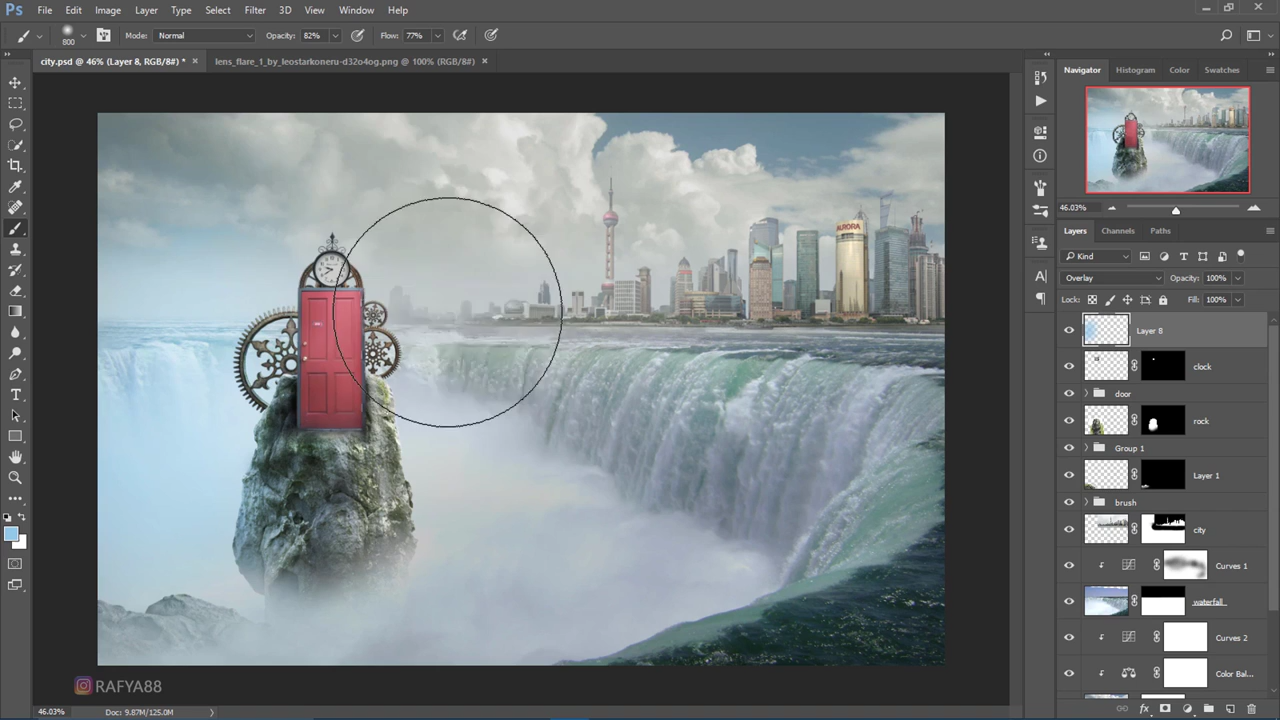 Ps File Edit Image Layer Type Select Filter 3D View Window Help
800 Mode: Normal Opacity: 82% Flow: 77%
city.psd @ 46% (Layer 8, RGB/8#) * × lens_flare_1_by_leostarkoneru-d32o4og.png @ 100% (RGB/8#) ×
Navigator Histogram Color Swatches
46.03%
Layers Channels Paths
Kind
Overlay Opacity: 100%
Lock: Fill: 100%
Layer 8
clock
door
rock
Group 1
Layer 1
brush
city
Curves 1
waterfall
Curves 2
Color Bal...
AURORA
RAFYA88
46.03% Doc: 9.87M/125.0M